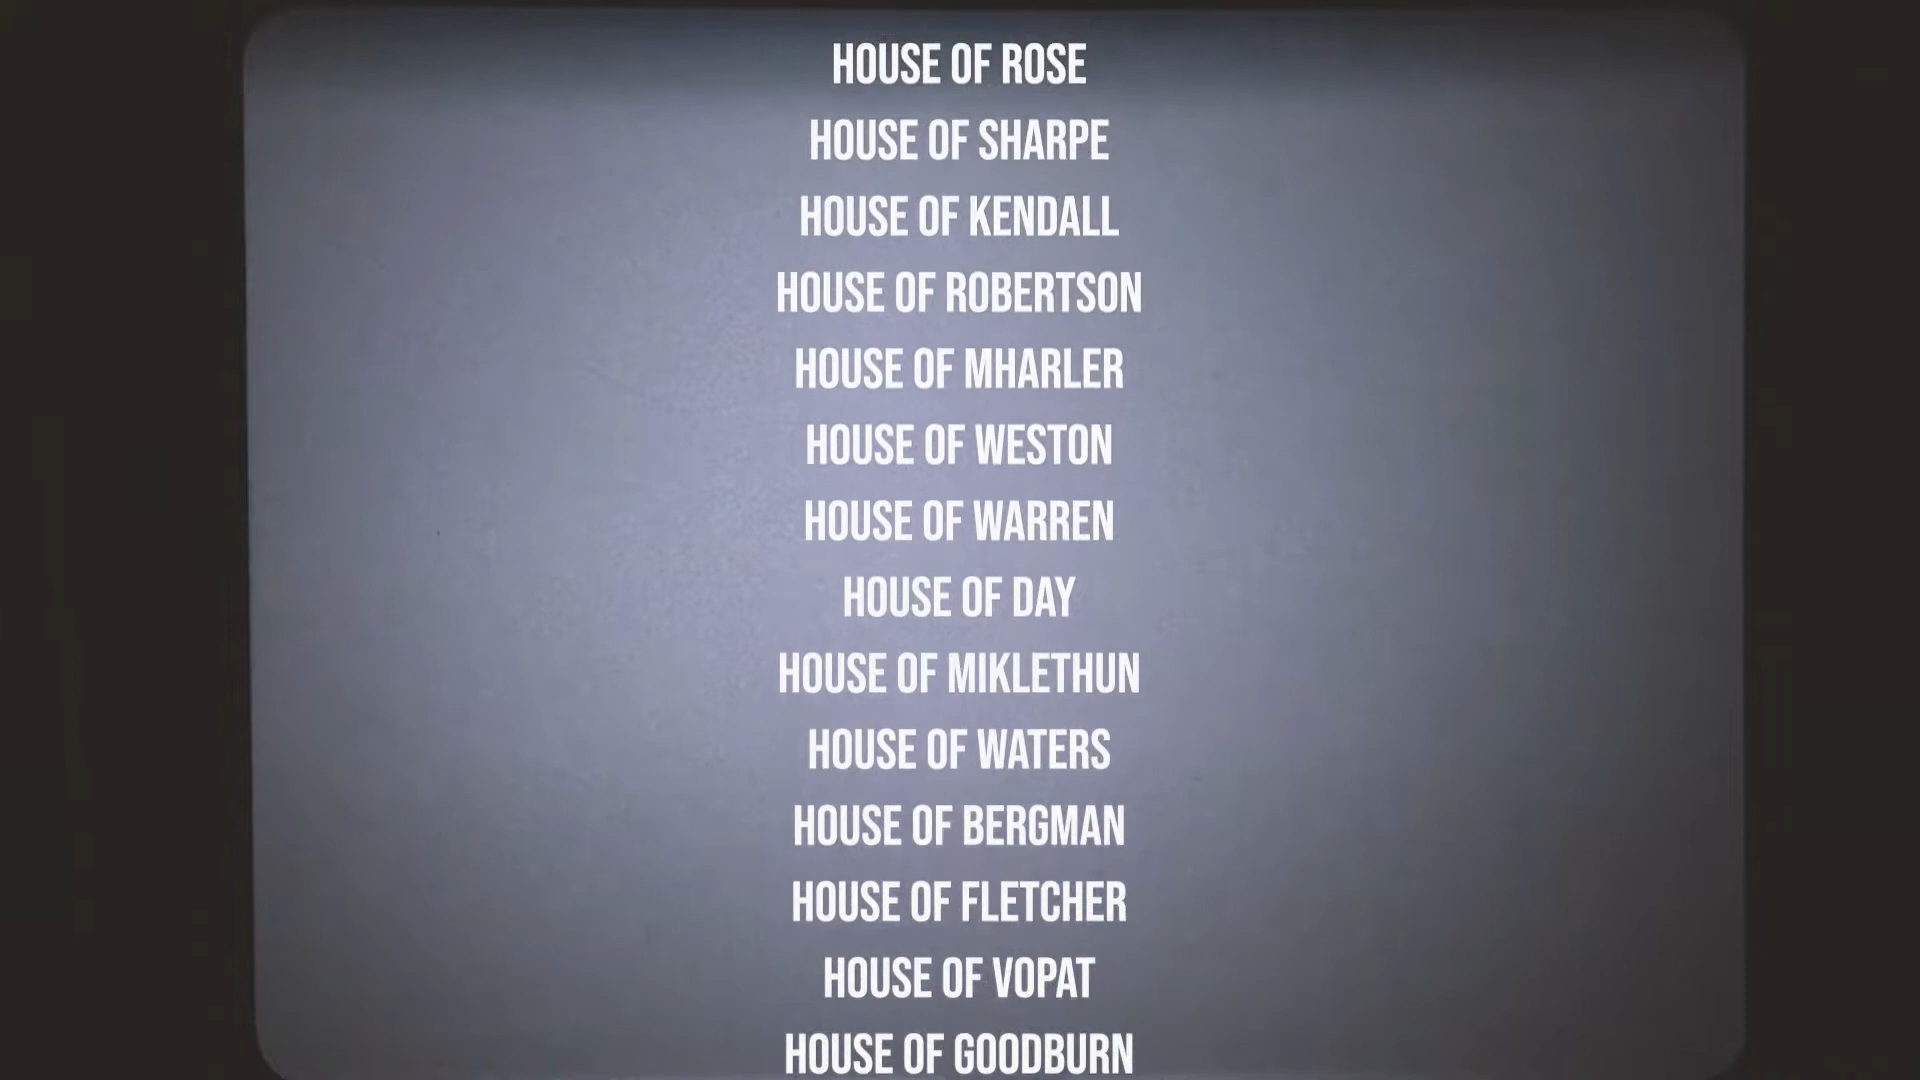 HOUSE OF ROSE
HOUSE OF SHARPE
HOUSE OF KENDALL
HOUSE OF ROBERTSON
HOUSE OF MHARLER
HOUSE OF WESTON
HOUSE OF WARREN
HOUSE OF DAY
HOUSE OF MIKLETHUN
HOUSE OF WATERS
HOUSE OF BERGMAN
HOUSE OF FLETCHER
HOUSE OF VOPAT
HOUSE OF GOODBURN